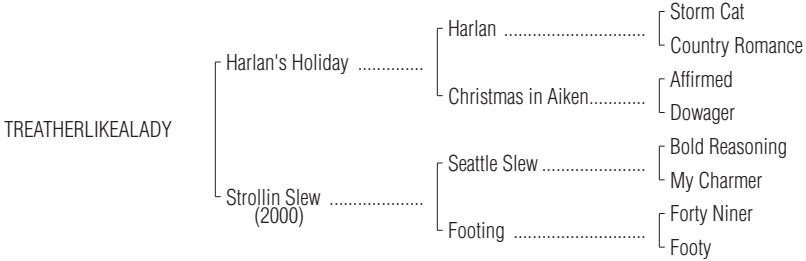 Storm Cat
Harlan ..............................
Country Romance
Harlan's Holiday ..............
Affirmed
Christmas in Aiken............
Dowager
TREATHERLIKEALADY
Bold Reasoning
Seattle Slew ......................
My Charmer
Strollin Slew ....................
(2000)
Forty Niner
Footing ............................
Footy